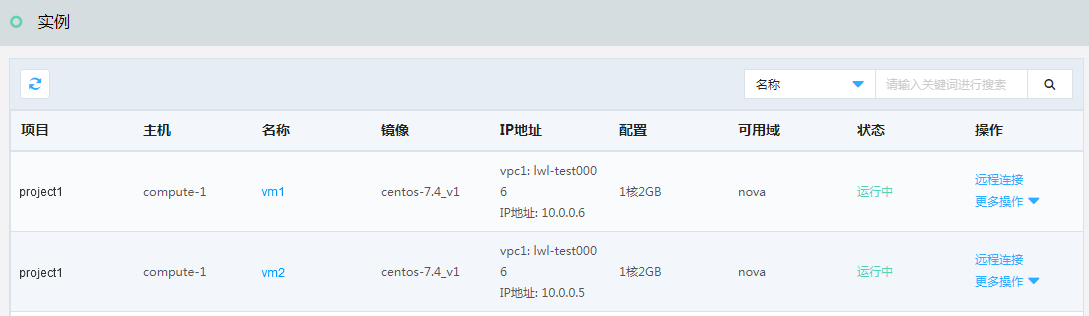 实例
名称 请输入关键词进行搜索
项目 主机 名称 镜像 IP地址 配置 可用域 状态 操作
project1 compute-1 vm1 centos-7.4_v1 vpc1: lwl-test000
6
IP地址: 10.0.0.6 1核2GB nova 运行中 远程连接
更多操作
project1 compute-1 vm2 centos-7.4_v1 vpc1: lwl-test000
6
IP地址: 10.0.0.5 1核2GB nova 运行中 远程连接
更多操作